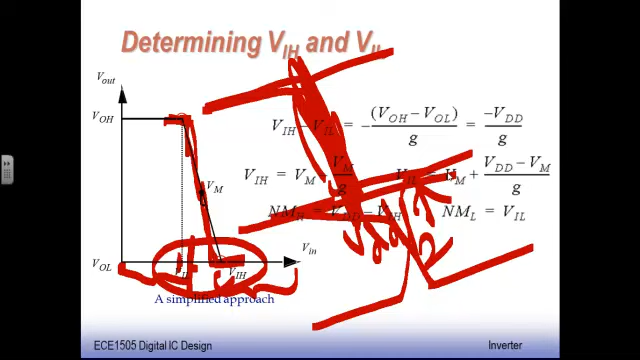 Determining V_IH and V_IL
V_out
V_OH
V_IH − V_IL = −(V_OH − V_OL)/g = −V_DD/g
V_M
V_IH = V_M − V_M/g V_IL = V_M + (V_DD − V_M)/g
NM_H = V_DD − V_IH NM_L = V_IL
V_in
V_OL
V_IL
V_IH
A simplified approach
ECE1505 Digital IC Design
Inverter